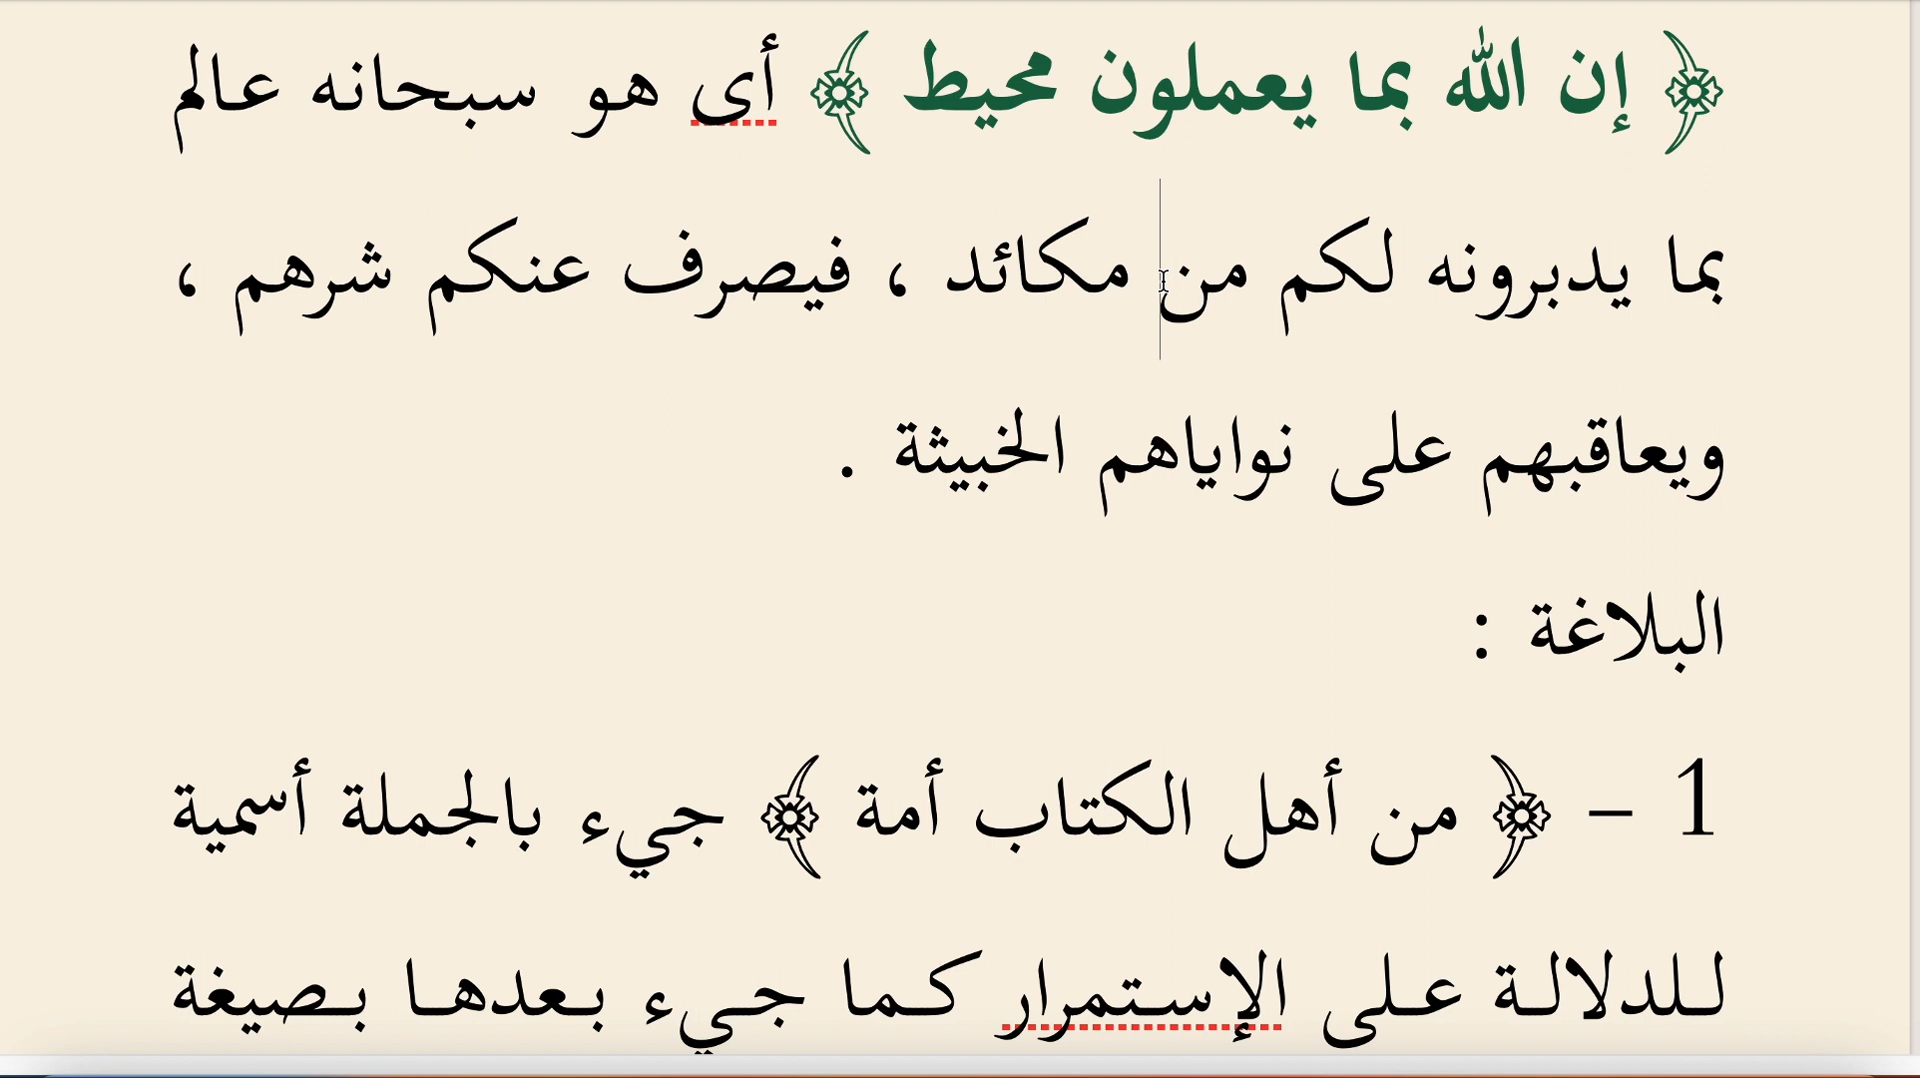 ﴿ إن الله بما يعملون محيط ﴾ أى هو سبحانه عالم
بما يدبرونه لكم من مكائد ، فيصرف عنكم شرهم ،
ويعاقبهم على نواياهم الخبيثة .
البلاغة :
1 – ﴿ من أهل الكتاب أمة ﴾ جيء بالجملة أسمية
للدلالة على الإستمرار كما جيء بعدها بصيغة